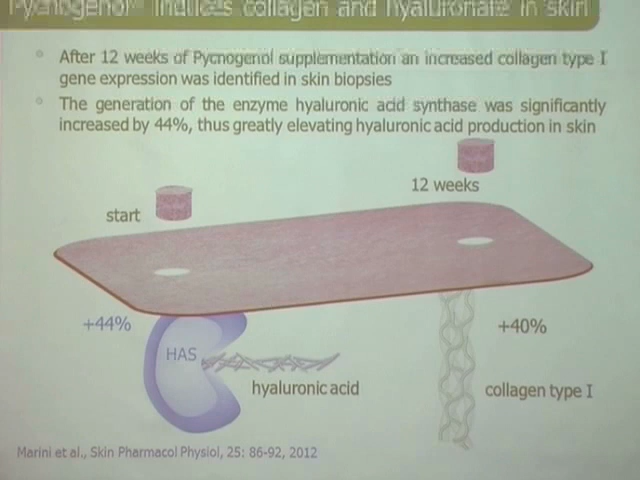 Pycnogenol® induces collagen and hyaluronate in skin
° After 12 weeks of Pycnogenol supplementation an increased collagen type I
gene expression was identified in skin biopsies
° The generation of the enzyme hyaluronic acid synthase was significantly
increased by 44%, thus greatly elevating hyaluronic acid production in skin
12 weeks
start
+44%
+40%
HAS
hyaluronic acid
collagen type I
Marini et al., Skin Pharmacol Physiol, 25: 86-92, 2012